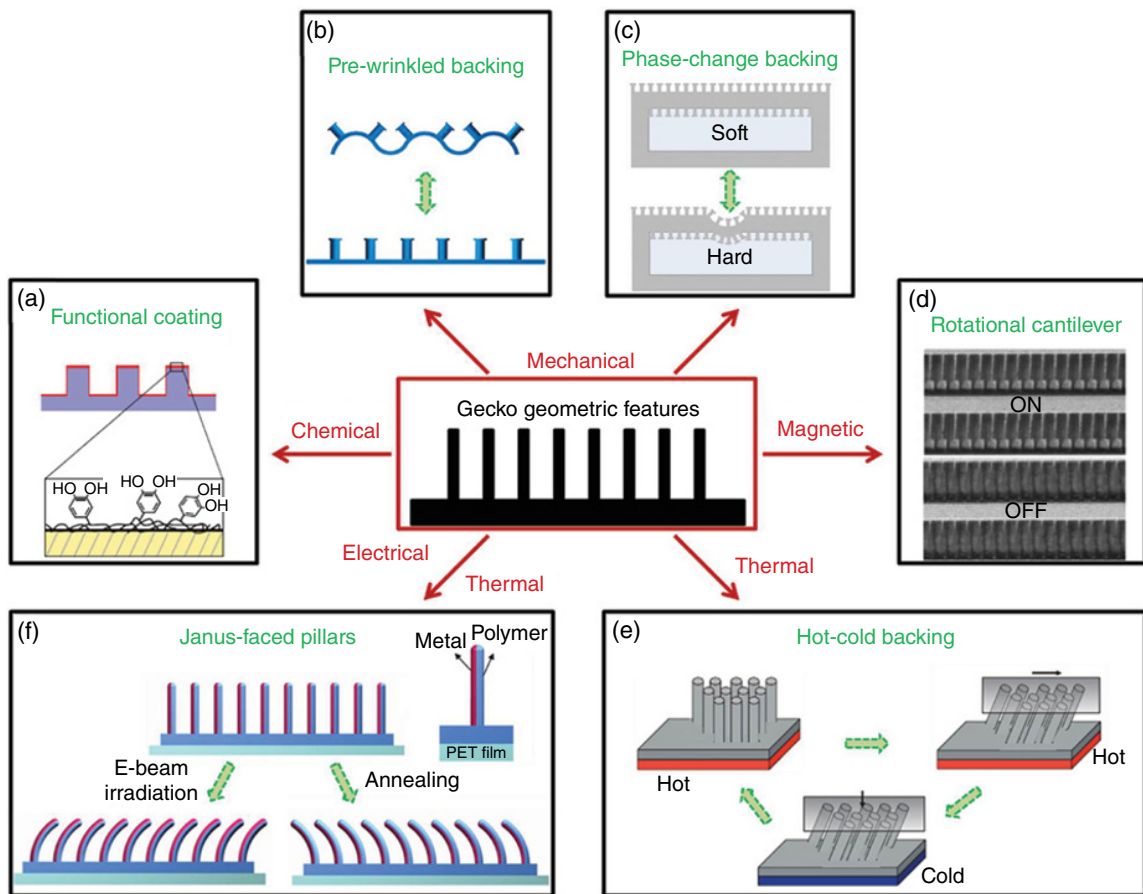 (a)
Functional coating
HO
OH
HO
OH
OH
OH
(b)
Pre-wrinkled backing
(c)
Phase-change backing
Soft
Hard
(d)
Rotational cantilever
ON
OFF
Mechanical
Gecko geometric features
Chemical
Magnetic
Electrical
Thermal
Thermal
(f)
Janus-faced pillars
Metal
Polymer
PET film
E-beam
irradiation
Annealing
(e)
Hot-cold backing
Hot
Hot
Cold